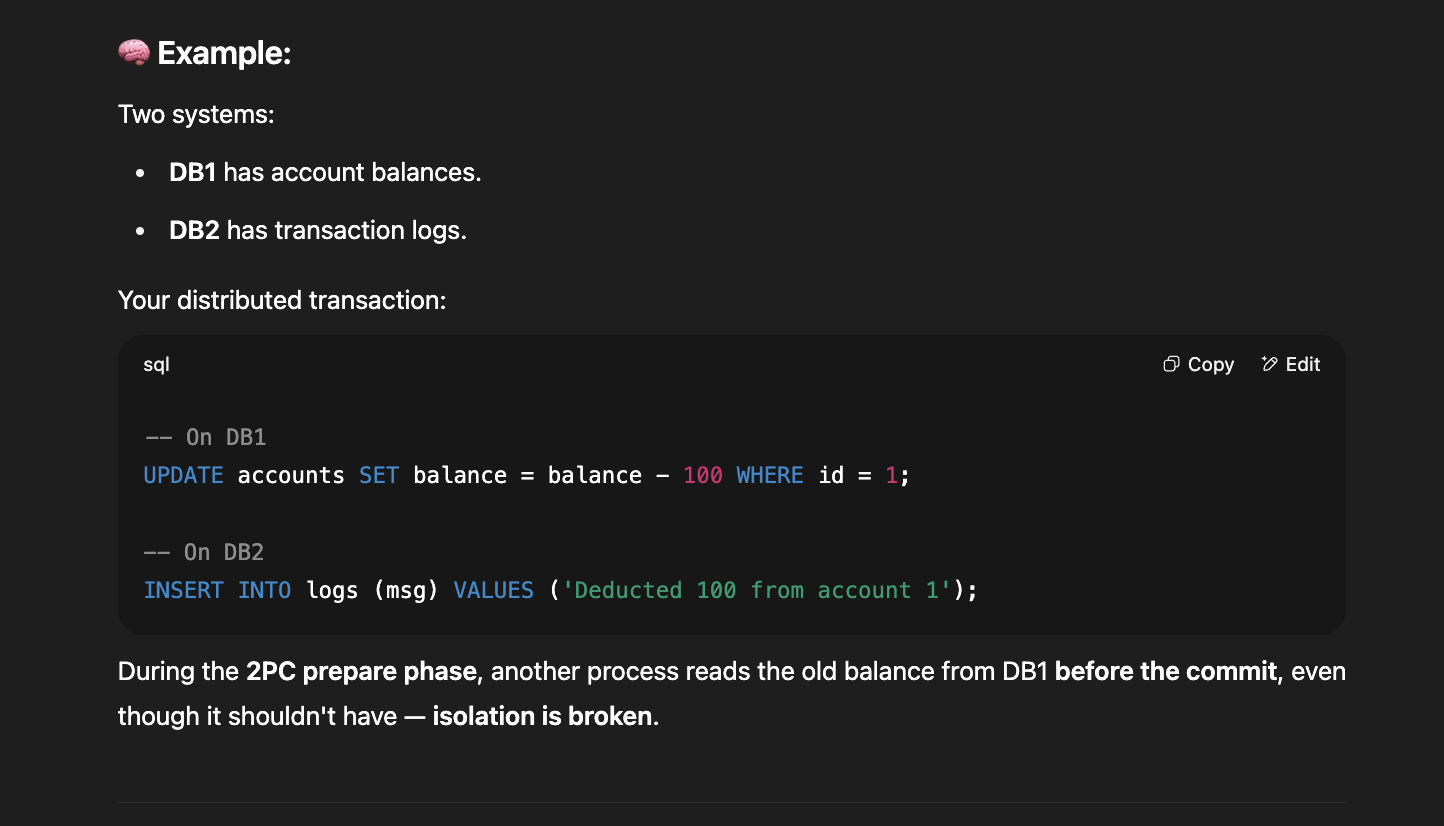 🧠 Example:
Two systems:
• DB1 has account balances.
• DB2 has transaction logs.
Your distributed transaction:
sql
Copy
Edit
-- On DB1
UPDATE accounts SET balance = balance - 100 WHERE id = 1;
-- On DB2
INSERT INTO logs (msg) VALUES ('Deducted 100 from account 1');
During the 2PC prepare phase, another process reads the old balance from DB1 before the commit, even
though it shouldn't have — isolation is broken.